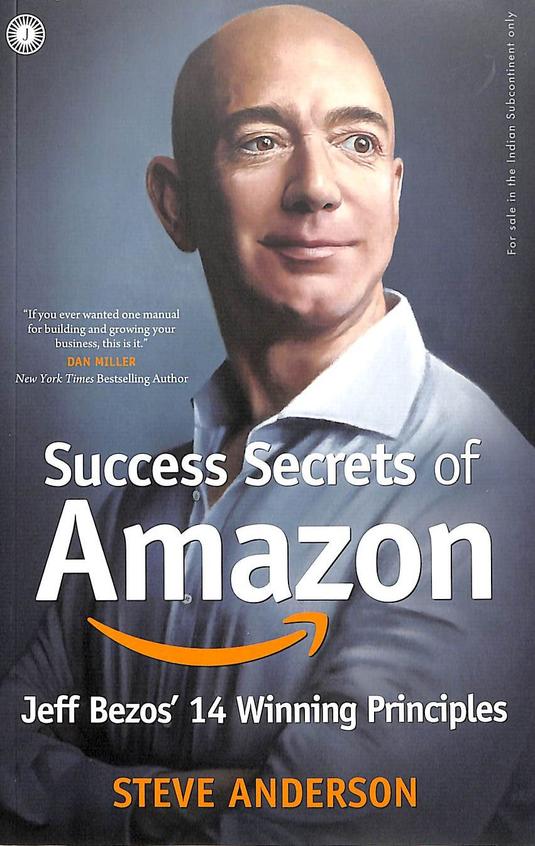 J
For sale in the Indian Subcontinent only
“If you ever wanted one manual
for building and growing your
business, this is it.”
DAN MILLER
New York Times Bestselling Author
Success Secrets of
Amazon
Jeff Bezos’ 14 Winning Principles
STEVE ANDERSON